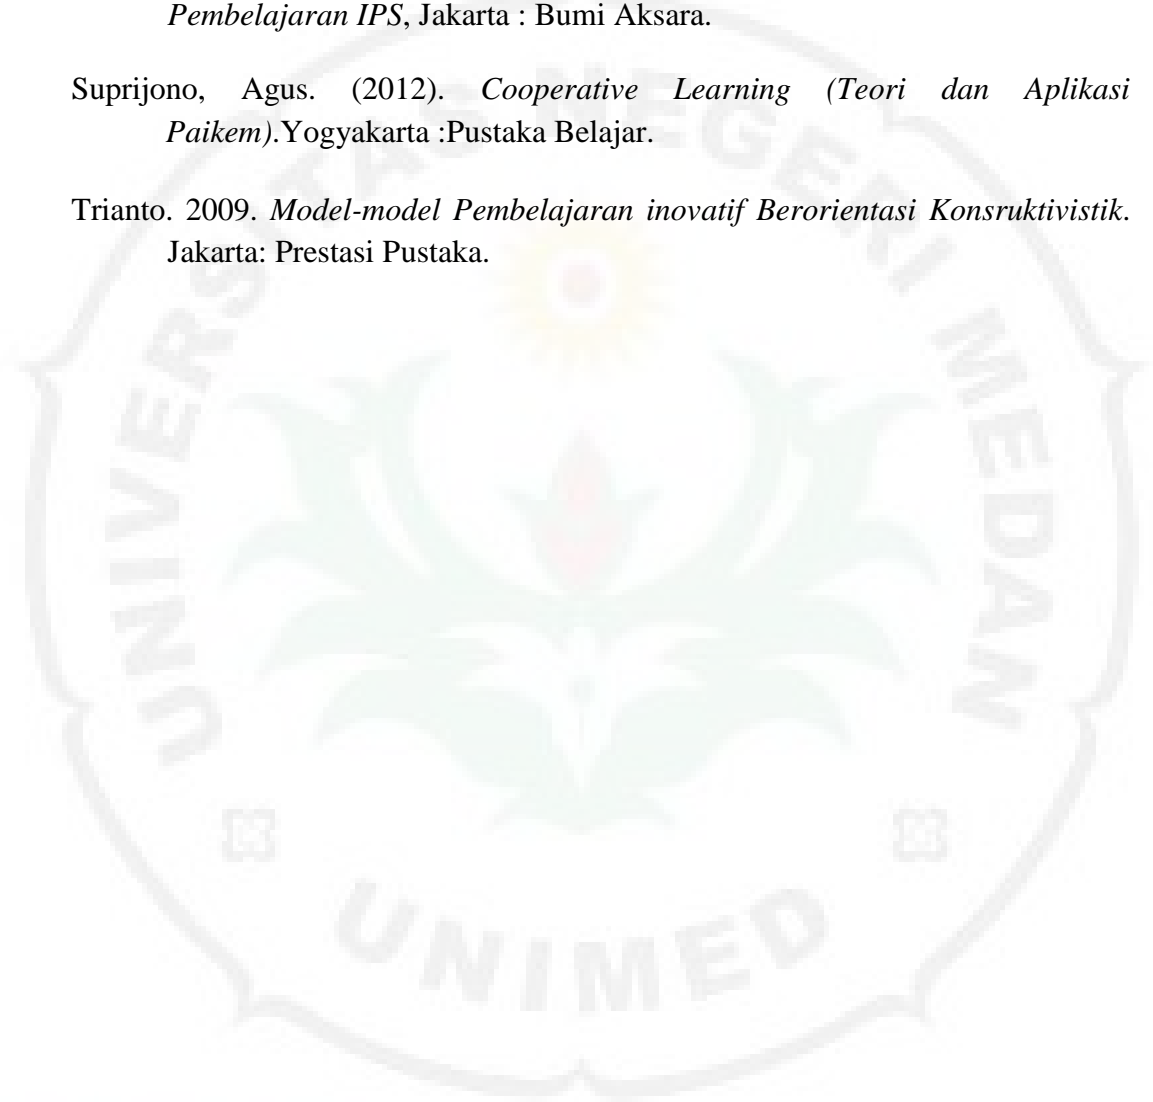 Pembelajaran IPS, Jakarta : Bumi Aksara.
Suprijono, Agus. (2012). Cooperative Learning (Teori dan Aplikasi
Paikem).Yogyakarta :Pustaka Belajar.
Trianto. 2009. Model-model Pembelajaran inovatif Berorientasi Konsruktivistik.
Jakarta: Prestasi Pustaka.
UNIVERSITAS NEGERI MEDAN
UNIMED